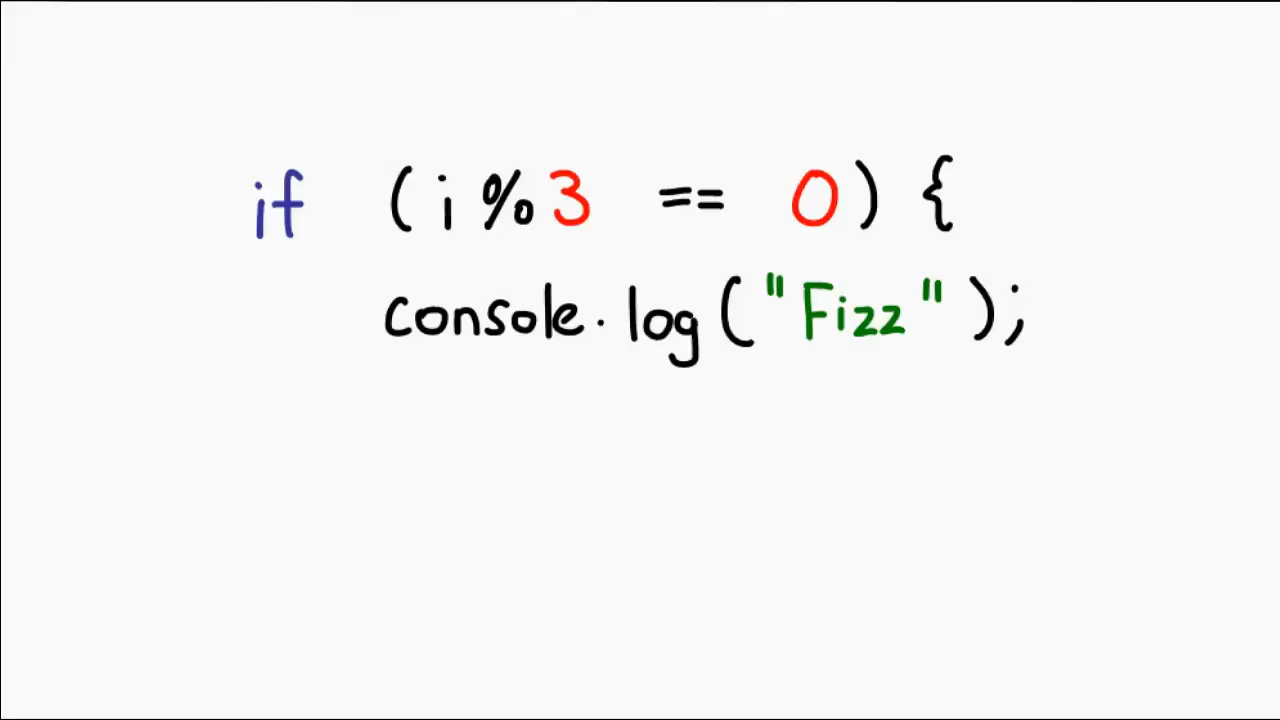 if (i % 3 == 0) {
console.log("Fizz");